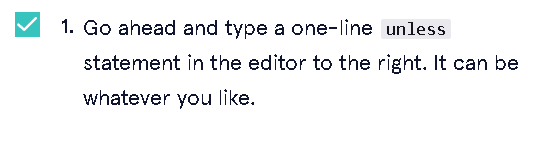 1. Go ahead and type a one-line unless
statement in the editor to the right. It can be
whatever you like.